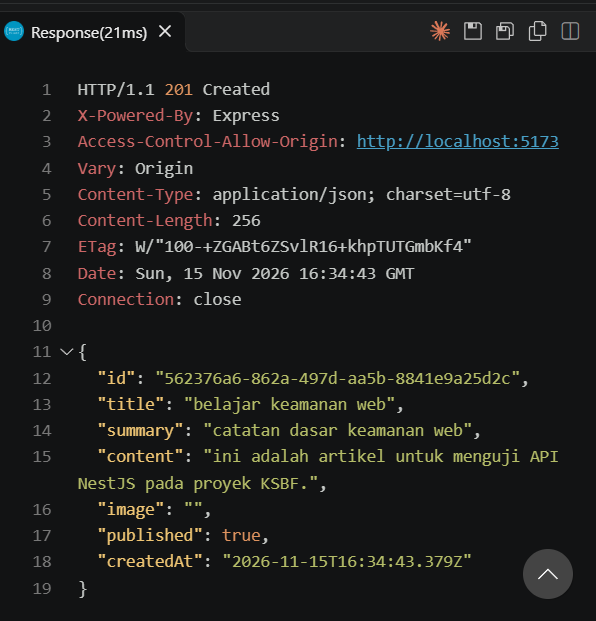 Response(21ms)
1 HTTP/1.1 201 Created
2 X-Powered-By: Express
3 Access-Control-Allow-Origin: http://localhost:5173
4 Vary: Origin
5 Content-Type: application/json; charset=utf-8
6 Content-Length: 256
7 ETag: W/"100-+ZGABt6ZSvlR16+khpTUTGmbKf4"
8 Date: Sun, 15 Nov 2026 16:34:43 GMT
9 Connection: close
10
11 {
12 "id": "562376a6-862a-497d-aa5b-8841e9a25d2c",
13 "title": "belajar keamanan web",
14 "summary": "catatan dasar keamanan web",
15 "content": "ini adalah artikel untuk menguji API
NestJS pada proyek KSBF.",
16 "image": "",
17 "published": true,
18 "createdAt": "2026-11-15T16:34:43.379Z"
19 }